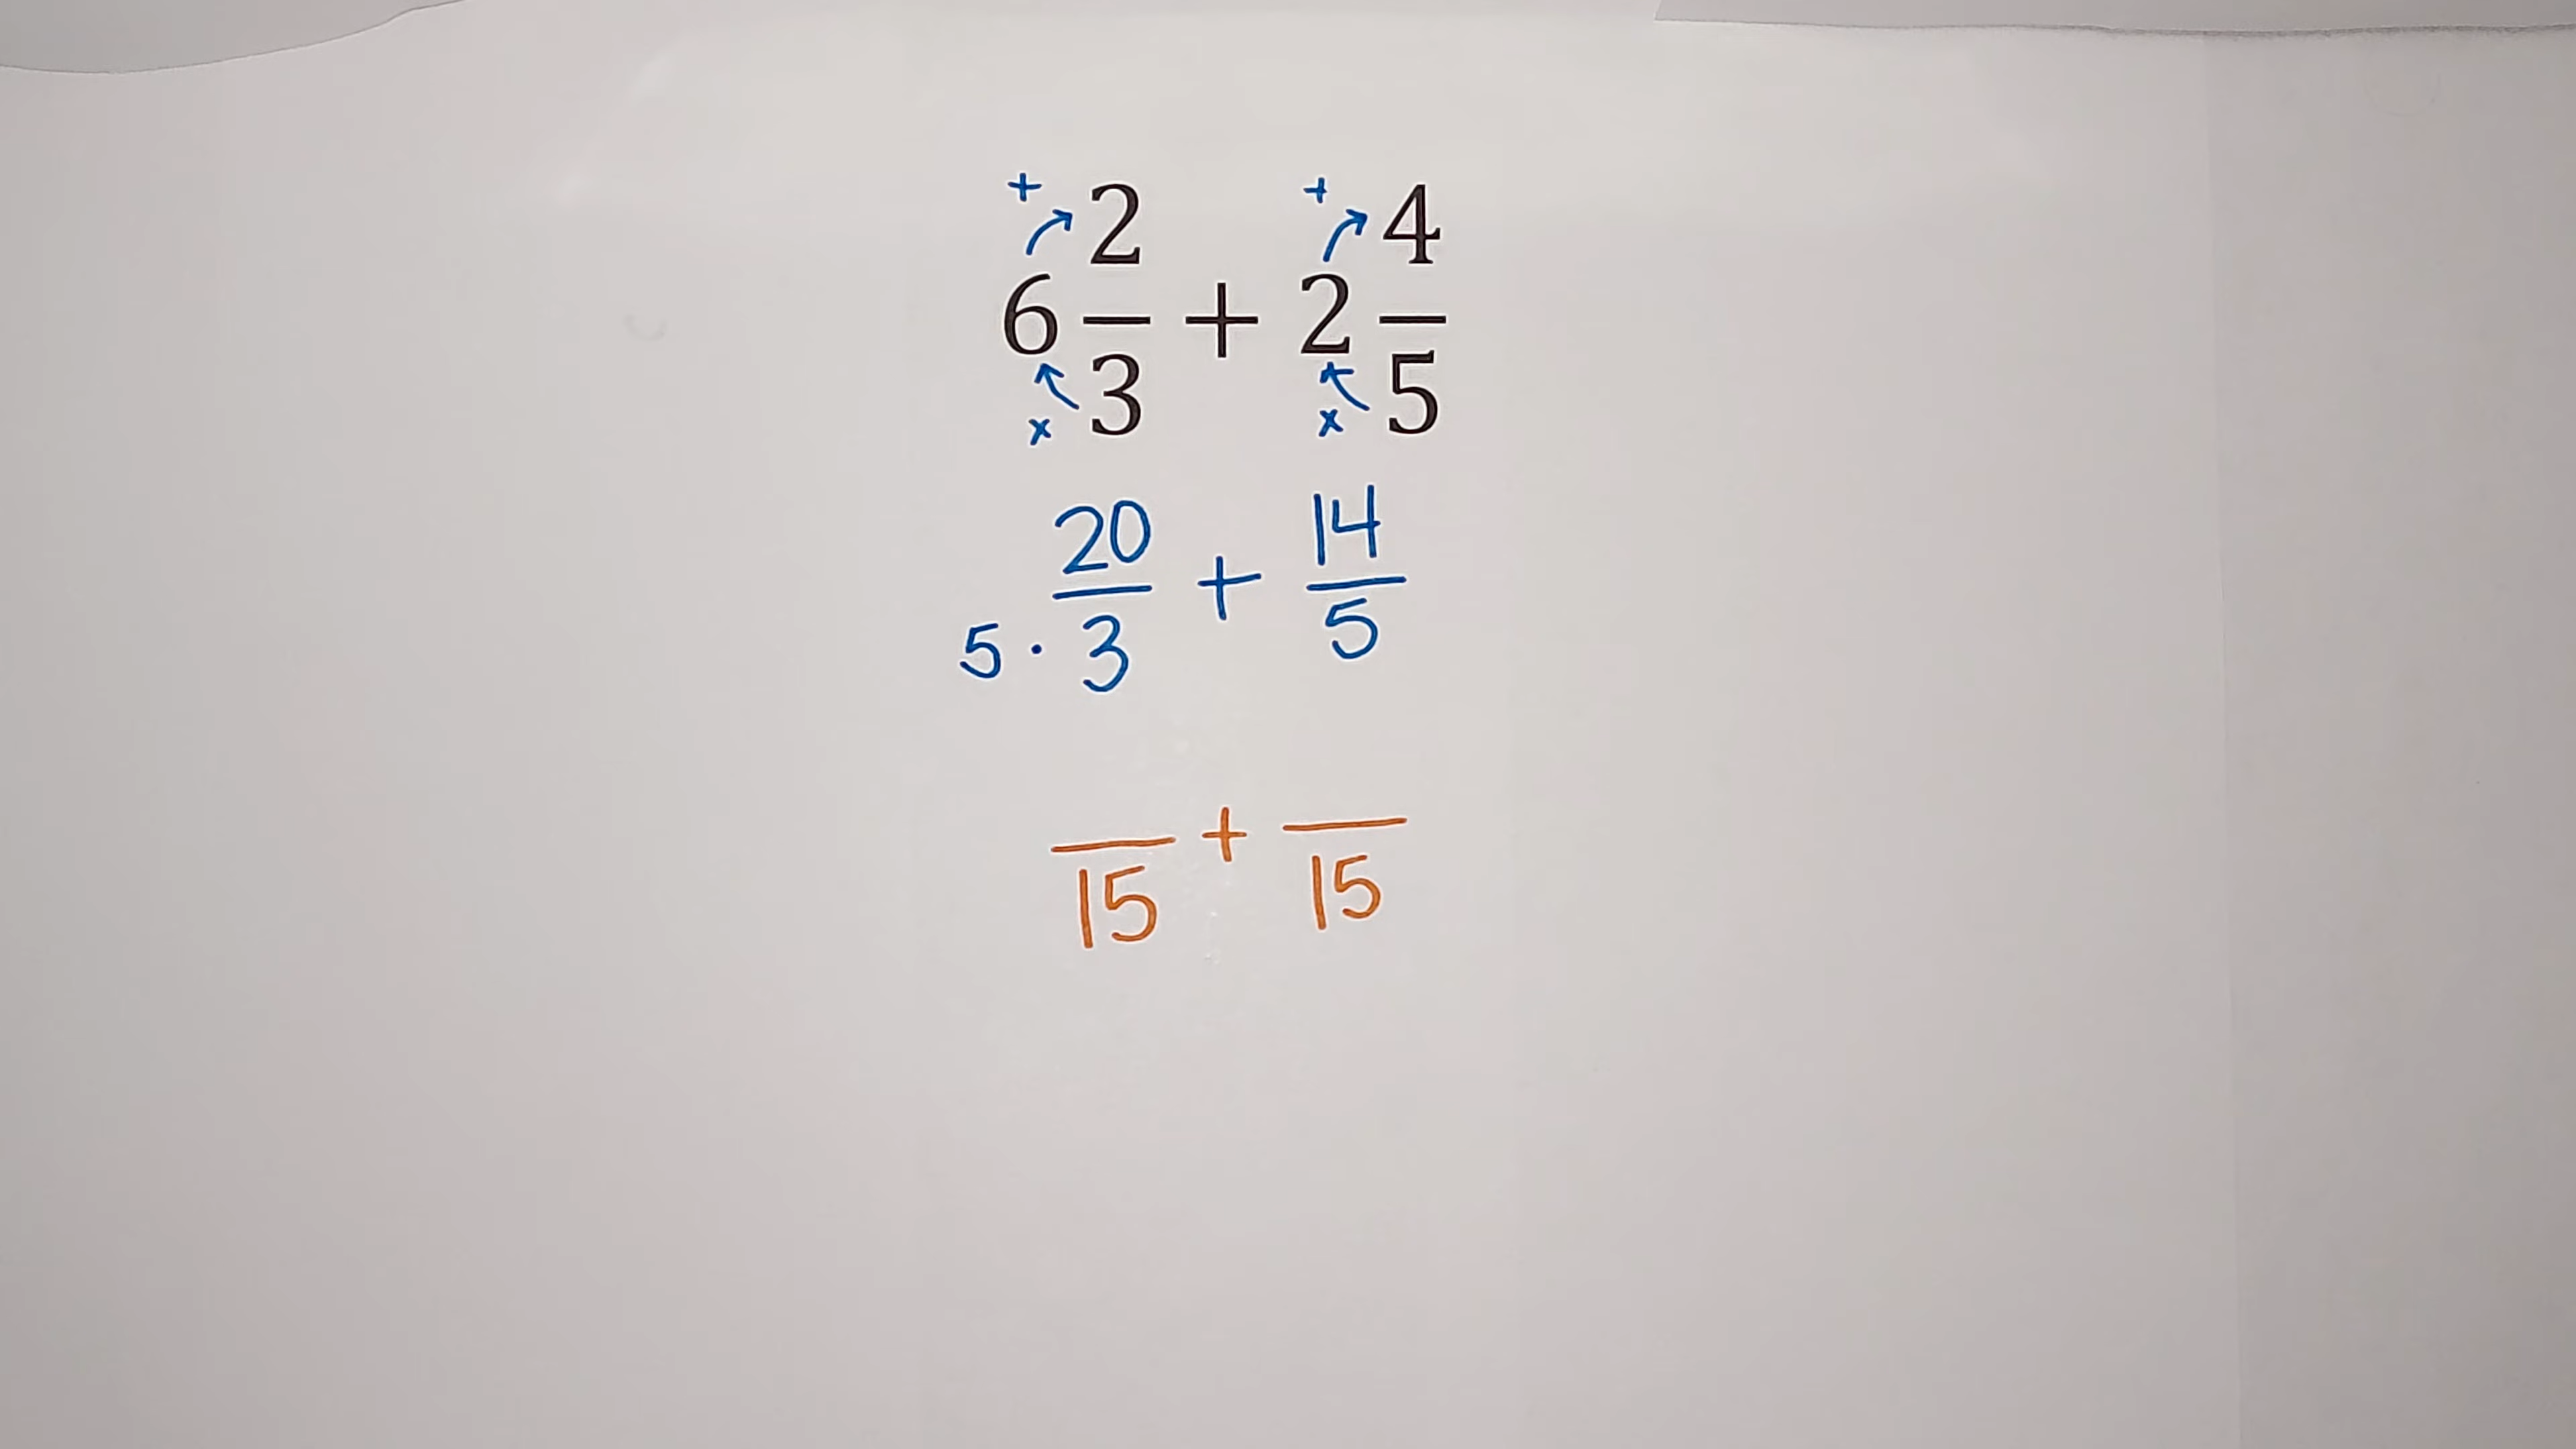 6 2/3 + 2 4/5
+ +
x x
20/3 + 14/5
5 ·
/15 + /15